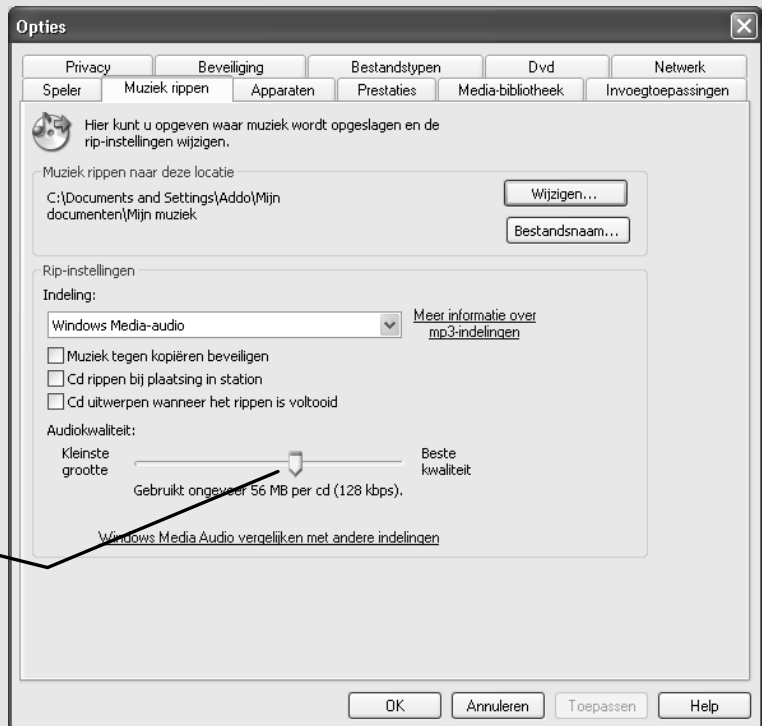 Opties
Privacy Beveiliging Bestandstypen Dvd Netwerk
Speler Muziek rippen Apparaten Prestaties Media-bibliotheek Invoegtoepassingen
Hier kunt u opgeven waar muziek wordt opgeslagen en de
rip-instellingen wijzigen.
Muziek rippen naar deze locatie
C:\Documents and Settings\Addo\Mijn
documenten\Mijn muziek
Wijzigen...
Bestandsnaam...
Rip-instellingen
Indeling:
Windows Media-audio
Meer informatie over
mp3-indelingen
Muziek tegen kopiëren beveiligen
Cd rippen bij plaatsing in station
Cd uitwerpen wanneer het rippen is voltooid
Audiokwaliteit:
Kleinste
grootte
Beste
kwaliteit
Gebruikt ongeveer 56 MB per cd (128 kbps).
Windows Media Audio vergelijken met andere indelingen
OK Annuleren Toepassen Help